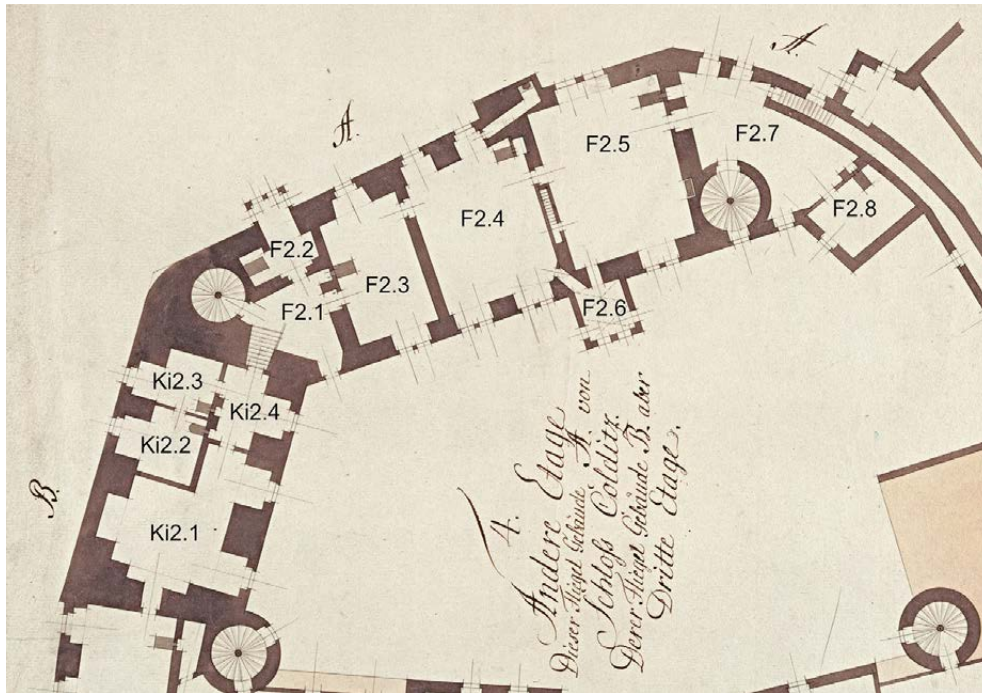 A.
A.
F2.7
F2.5
F2.8
F2.4
F2.2
F2.3
F2.1
F2.6
Ki2.3
Ki2.4
Ki2.2
B.
Ki2.1
4.
Andere Etage
Dieser Flügel Gebäude A. von
Schloß Colditz.
Derer Flügel Gebäude B. aber
Dritte Etage.